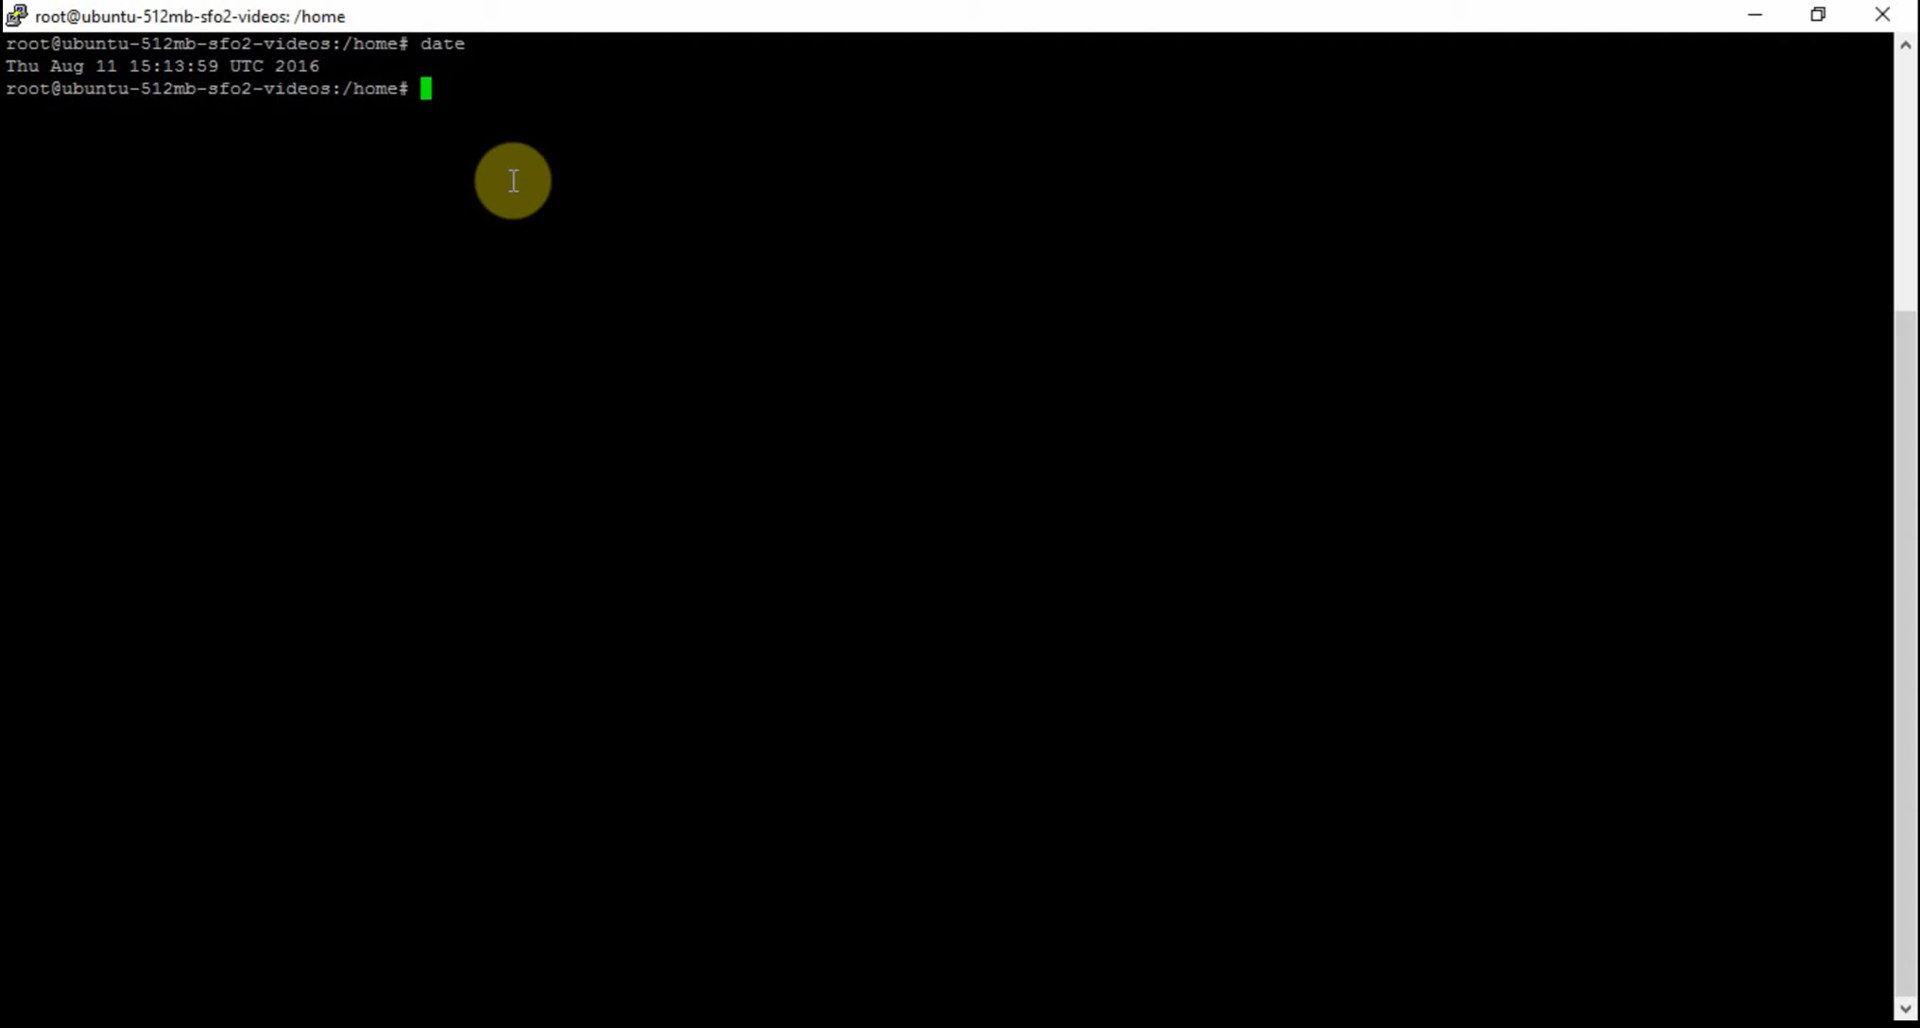 root@ubuntu-512mb-sfo2-videos: /home
root@ubuntu-512mb-sfo2-videos:/home# date
Thu Aug 11 15:13:59 UTC 2016
root@ubuntu-512mb-sfo2-videos:/home#